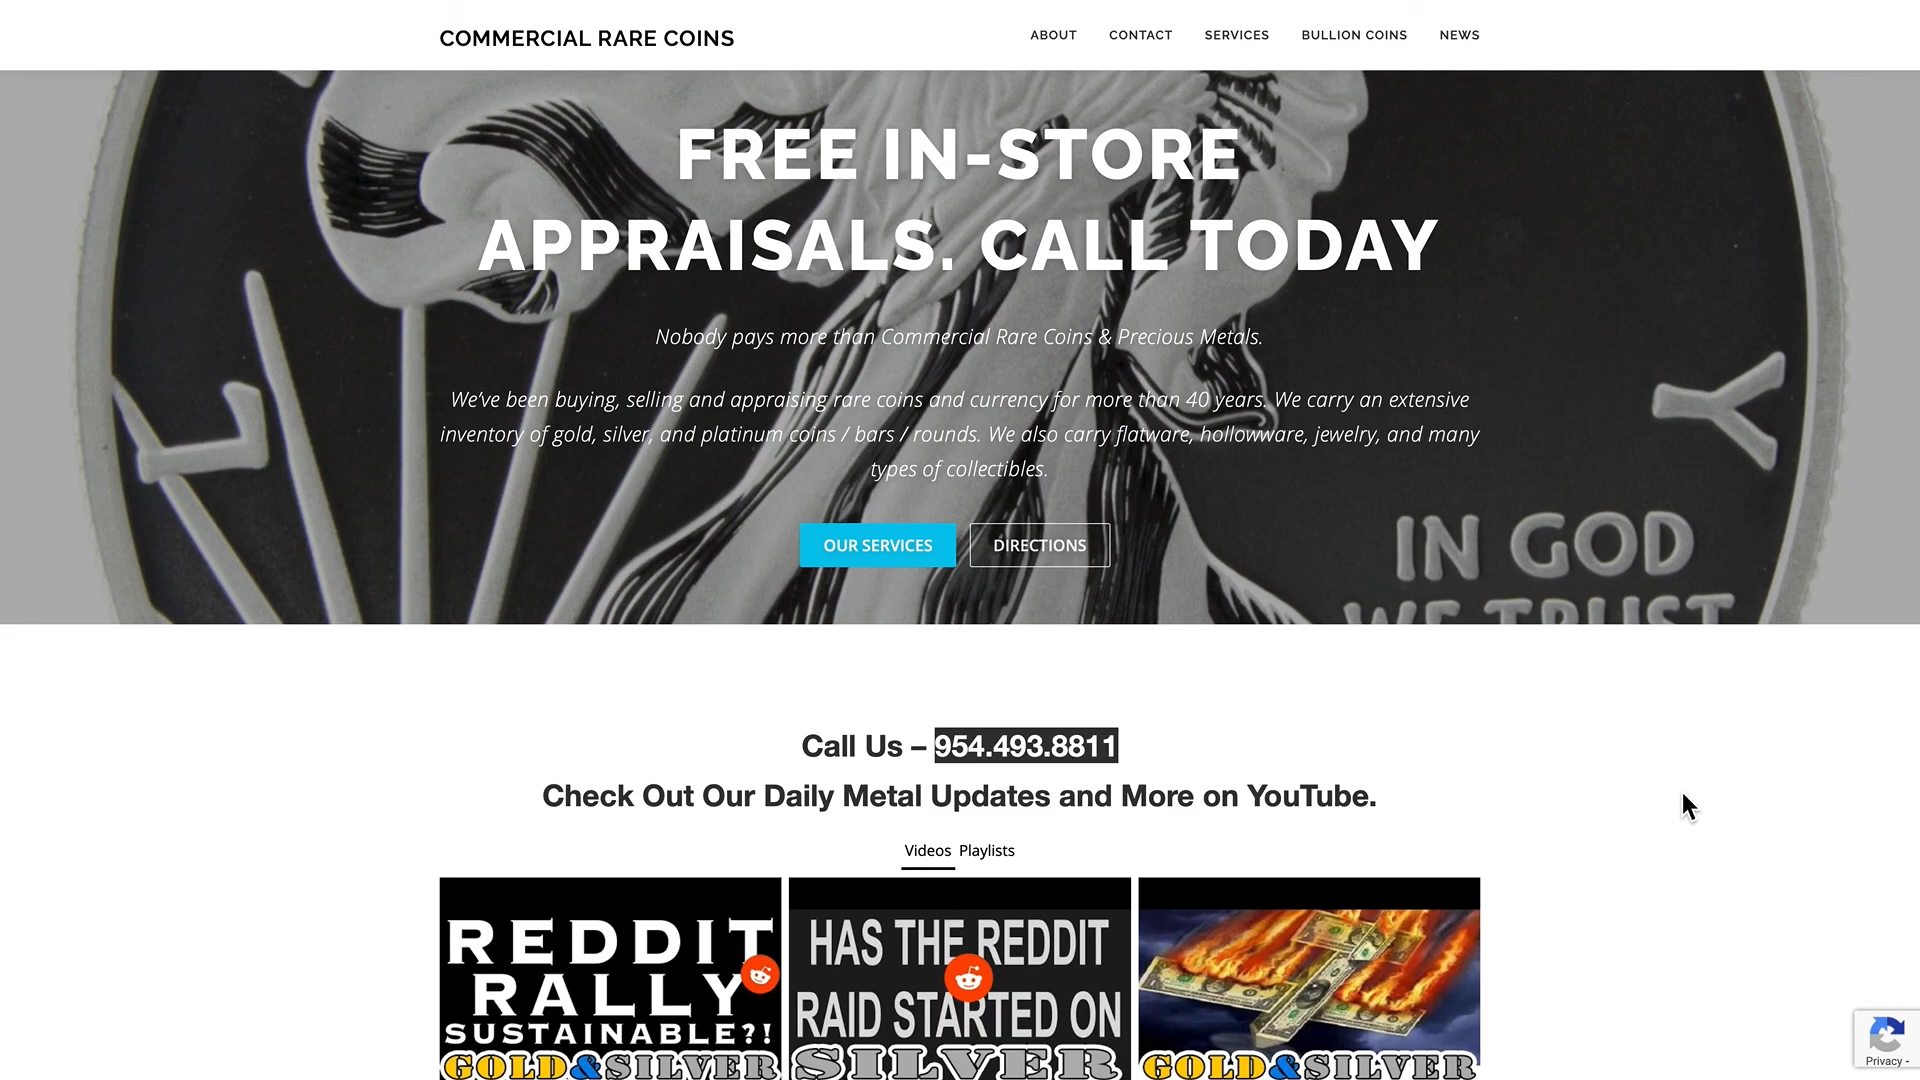 COMMERCIAL RARE COINS
ABOUT
CONTACT
SERVICES
BULLION COINS
NEWS
FREE IN-STORE
APPRAISALS. CALL TODAY
Nobody pays more than Commercial Rare Coins & Precious Metals.
We've been buying, selling and appraising rare coins and currency for more than 40 years. We carry an extensive
inventory of gold, silver, and platinum coins / bars / rounds. We also carry flatware, hollowware, jewelry, and many
types of collectibles.
OUR SERVICES
DIRECTIONS
L
Y
IN GOD
WE TRUST
Call Us – 954.493.8811
Check Out Our Daily Metal Updates and More on YouTube.
Videos
Playlists
REDDIT
RALLY
SUSTAINABLE?!
GOLD&SILVER
HAS THE REDDIT
RAID STARTED ON
SILVER
GOLD&SILVER
Privacy -